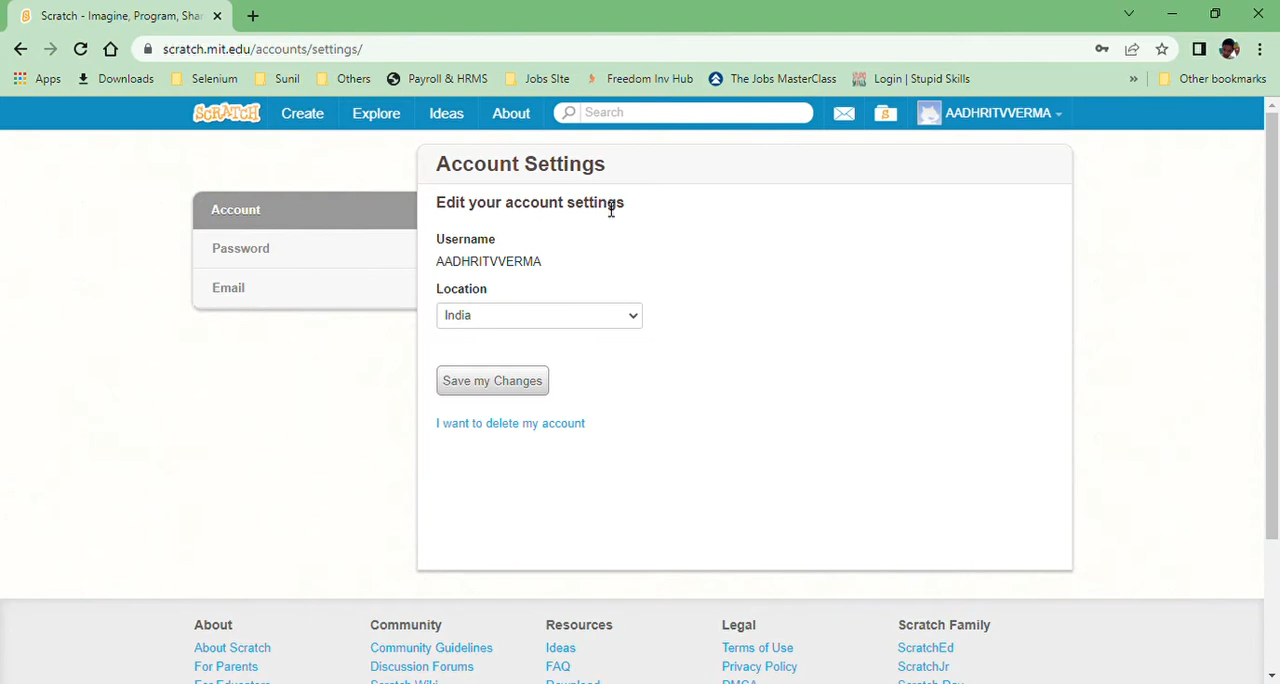 Scratch - Imagine, Program, Shar
scratch.mit.edu/accounts/settings/
Apps Downloads Selenium Sunil Others Payroll & HRMS Jobs SIte Freedom Inv Hub The Jobs MasterClass Login | Stupid Skills » Other bookmarks
SCRATCH Create Explore Ideas About Search AADHRITVVERMA
Account Settings
Account
Password
Email
Edit your account settings
Username
AADHRITVVERMA
Location
India
Save my Changes
I want to delete my account
About Community Resources Legal Scratch Family
About Scratch Community Guidelines Ideas Terms of Use ScratchEd
For Parents Discussion Forums FAQ Privacy Policy ScratchJr